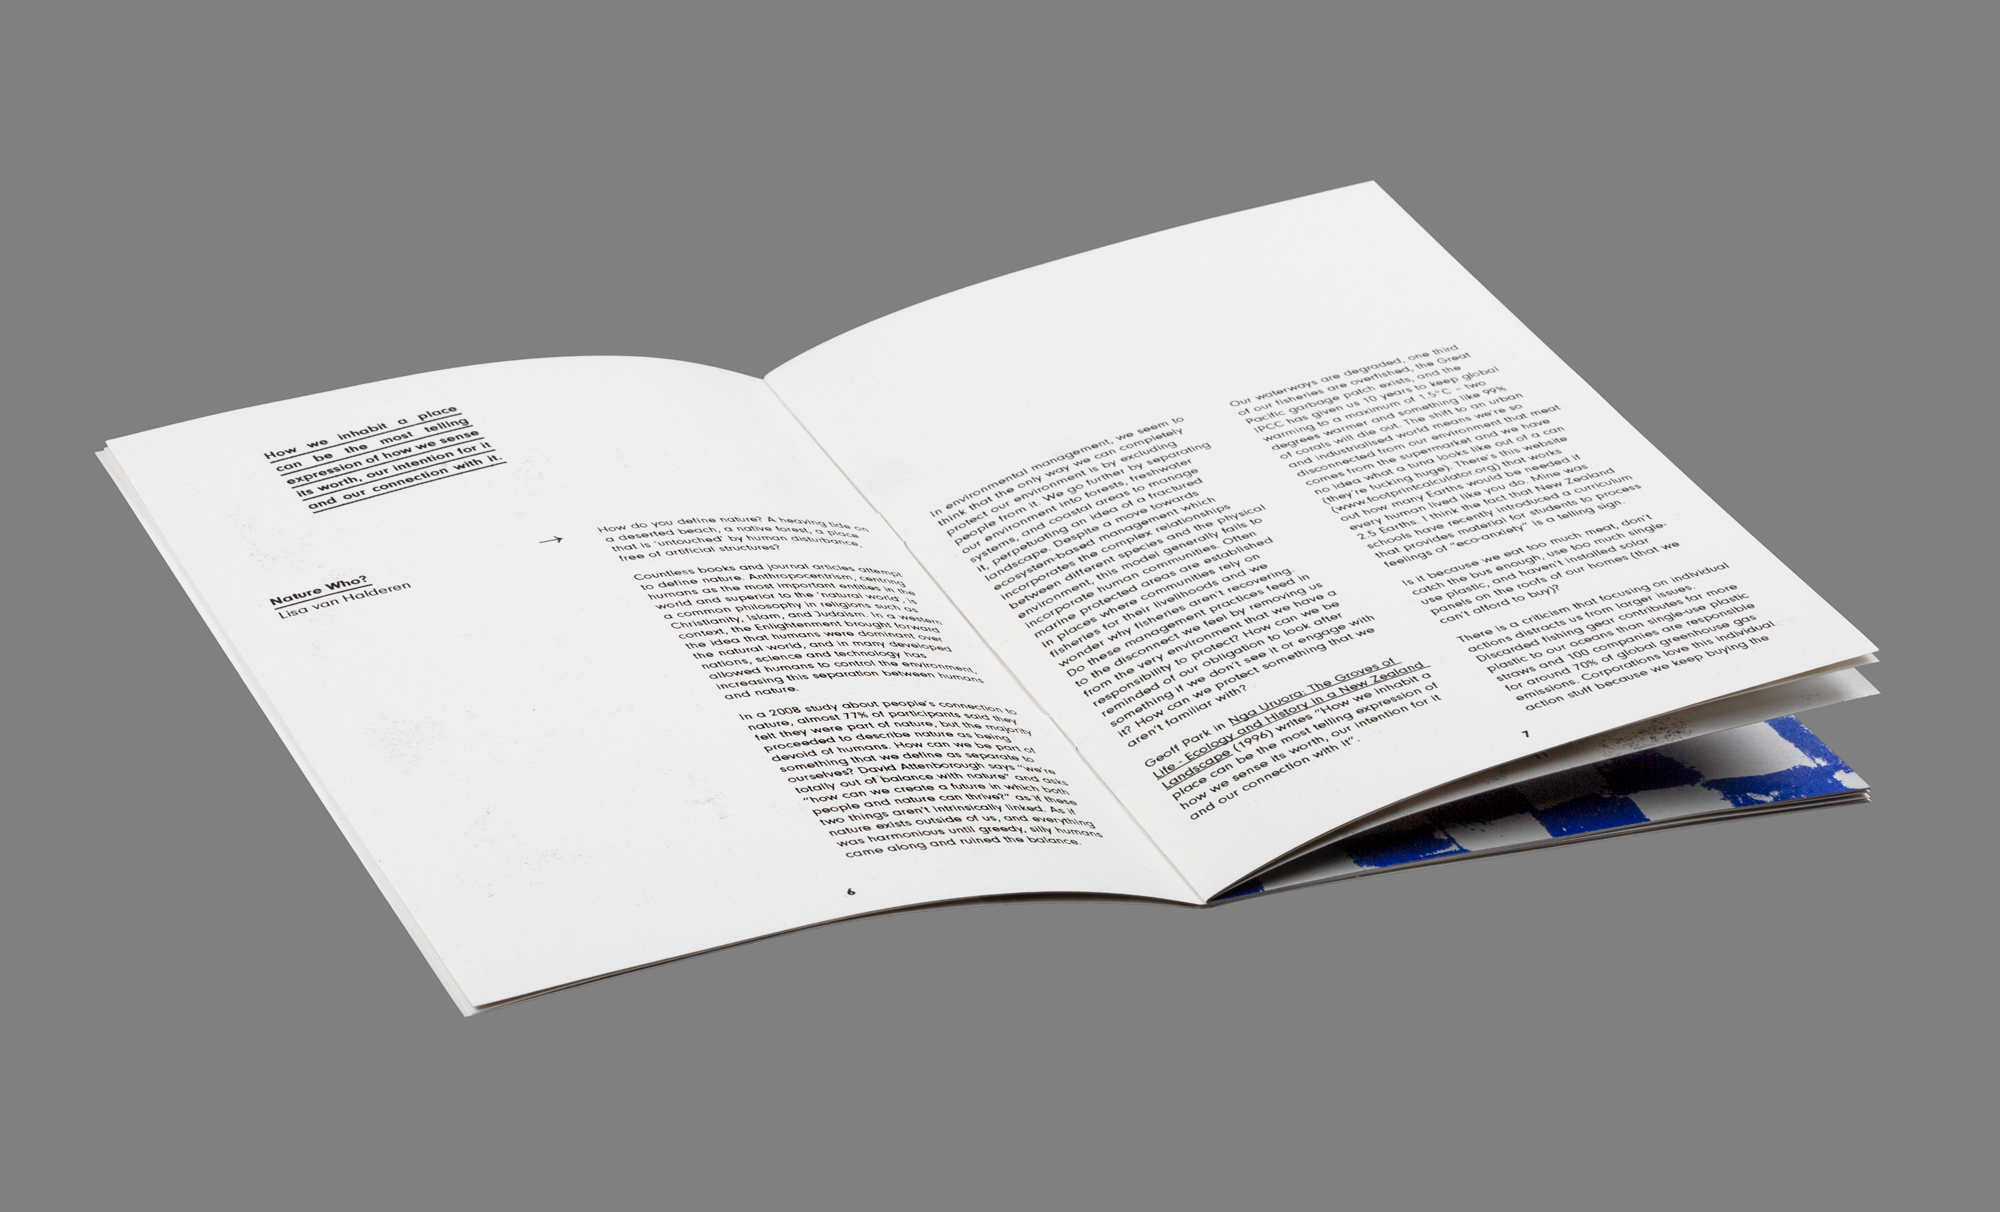 How we inhabit a place
can be the most telling
expression of how we sense
its worth, our intention for it
and our connection with it.
Nature Who?
Lisa van Halderen
→
How do you define nature? A heaving tide on
a deserted beach, a native forest, a place
that is 'untouched' by human disturbance,
free of artificial structures?
Countless books and journal articles attempt
to define nature. Anthropocentrism, centring
humans as the most important entities in the
world and superior to the 'natural world', is
a common philosophy in religions such as
Christianity, Islam, and Judaism. In a western
context, the Enlightenment brought forward
the idea that humans were dominant over
the natural world, and in many developed
nations, science and technology has
allowed humans to control the environment,
increasing this separation between humans
and nature.
In a 2008 study about people's connection to
nature, almost 77% of participants said they
felt they were part of nature, but the majority
proceeded to describe nature as being
devoid of humans. How can we be part of
something that we define as separate to
ourselves? David Attenborough says "we're
totally out of balance with nature" and asks
"how can we create a future in which both
people and nature can thrive?" as if these
two things aren't intrinsically linked. As if
nature exists outside of us, and everything
was harmonious until greedy, silly humans
came along and ruined the balance.
6
In environmental management, we seem to
think that the only way we can completely
protect our environment is by excluding
people from it. We go further by separating
our environment into forests, freshwater
systems, and coastal areas to manage
it, perpetuating an idea of a fractured
landscape. Despite a move towards
ecosystem-based management which
incorporates the complex relationships
between different species and the physical
environment, this model generally fails to
incorporate human communities. Often
marine protected areas are established
in places where communities rely on
fisheries for their livelihoods and we
wonder why fisheries aren't recovering.
Do these management practices feed in
to the disconnect we feel by removing us
from the very environment that we have a
responsibility to protect? How can we be
reminded of our obligation to look after
something if we don't see it or engage with
it? How can we protect something that we
aren't familiar with?
Geoff Park in Nga Uruora: The Groves of
Life - Ecology and History in a New Zealand
Landscape (1996) writes "How we inhabit a
place can be the most telling expression of
how we sense its worth, our intention for it
and our connection with it".
Our waterways are degraded, one third
of our fisheries are overfished, the Great
Pacific garbage patch exists, and the
IPCC has given us 10 years to keep global
warming to a maximum of 1.5°C - two
degrees warmer and something like 99%
of corals will die out. The shift to an urban
and industrialised world means we're so
disconnected from our environment that meat
comes from the supermarket and we have
no idea what a tuna looks like out of a can
(they're fucking huge). There's this website
(www.footprintcalculator.org) that works
out how many Earths would be needed if
every human lived like you do. Mine was
2.5 Earths. I think the fact that New Zealand
schools have recently introduced a curriculum
that provides material for students to process
feelings of "eco-anxiety" is a telling sign.
Is it because we eat too much meat, don't
catch the bus enough, use too much single-
use plastic, and haven't installed solar
panels on the roofs of our homes (that we
can't afford to buy)?
There is a criticism that focusing on individual
actions distracts us from larger issues.
Discarded fishing gear contributes far more
plastic to our oceans than single-use plastic
straws and 100 companies are responsible
for around 70% of global greenhouse gas
emissions. Corporations love this individual
action stuff because we keep buying the
7